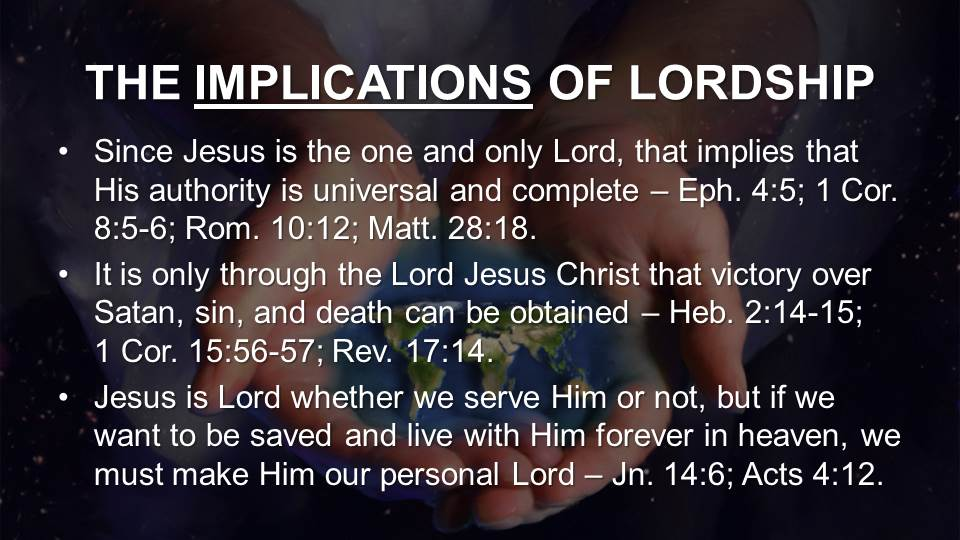 THE IMPLICATIONS OF LORDSHIP
• Since Jesus is the one and only Lord, that implies that
His authority is universal and complete – Eph. 4:5; 1 Cor.
8:5-6; Rom. 10:12; Matt. 28:18.
• It is only through the Lord Jesus Christ that victory over
Satan, sin, and death can be obtained – Heb. 2:14-15;
1 Cor. 15:56-57; Rev. 17:14.
• Jesus is Lord whether we serve Him or not, but if we
want to be saved and live with Him forever in heaven, we
must make Him our personal Lord – Jn. 14:6; Acts 4:12.